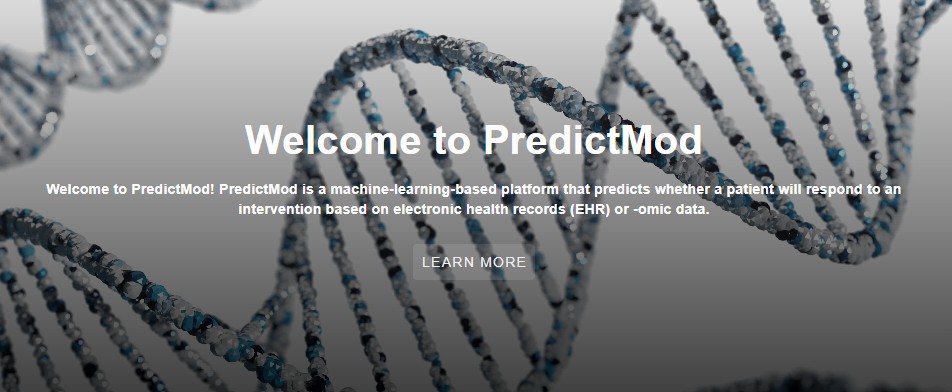 Welcome to PredictMod
Welcome to PredictMod! PredictMod is a machine-learning-based platform that predicts whether a patient will respond to an
intervention based on electronic health records (EHR) or -omic data.
LEARN MORE